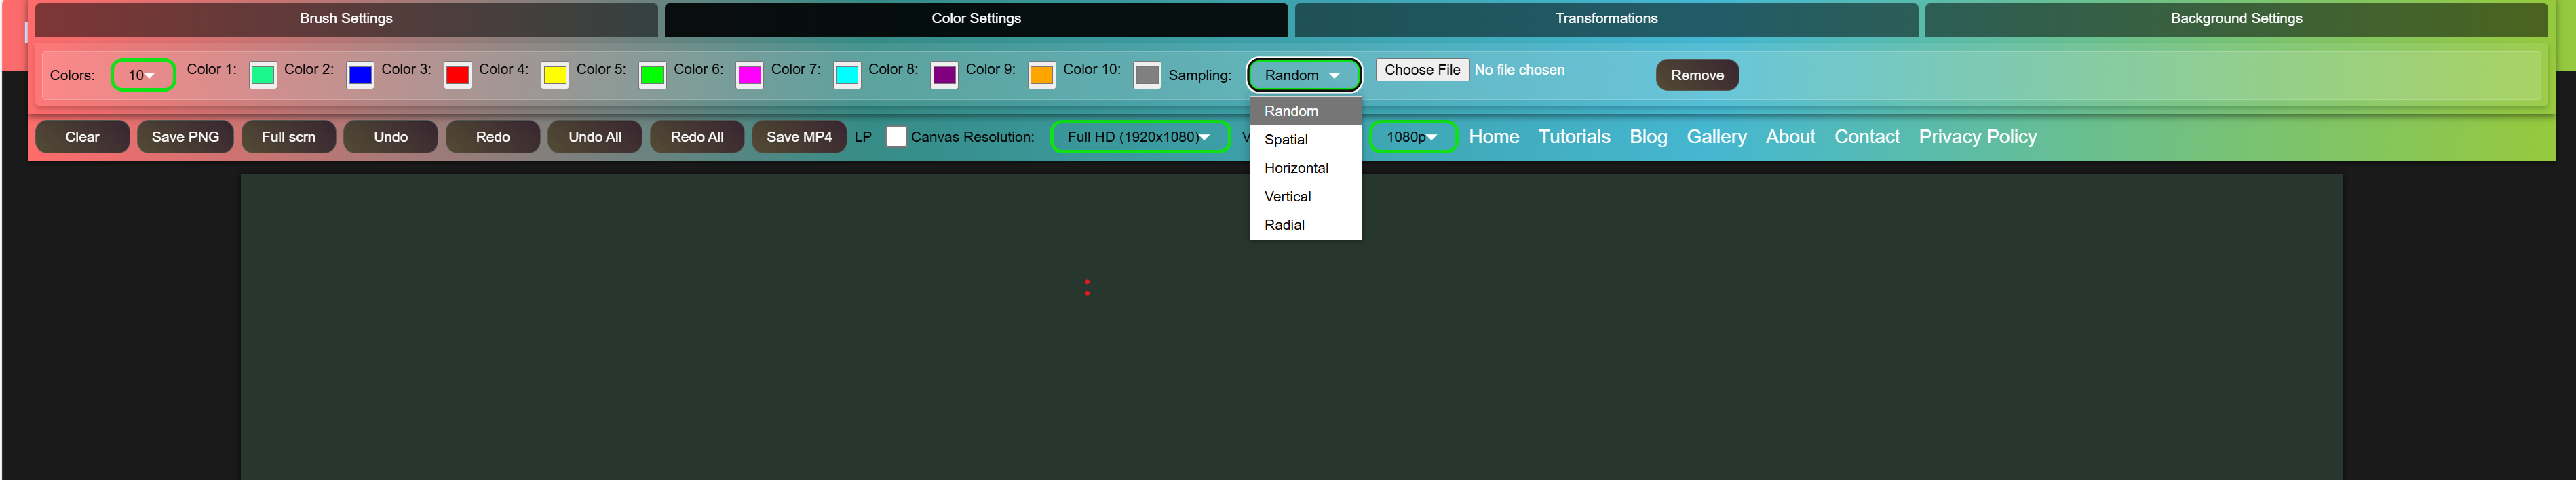 Brush Settings Color Settings Transformations Background Settings
Colors: 10 Color 1: Color 2: Color 3: Color 4: Color 5: Color 6: Color 7: Color 8: Color 9: Color 10: Sampling: Random Choose File No file chosen Remove
Random
Spatial
Horizontal
Vertical
Radial
Clear Save PNG Full scrn Undo Redo Undo All Redo All Save MP4 LP Canvas Resolution: Full HD (1920x1080) 1080p Home Tutorials Blog Gallery About Contact Privacy Policy